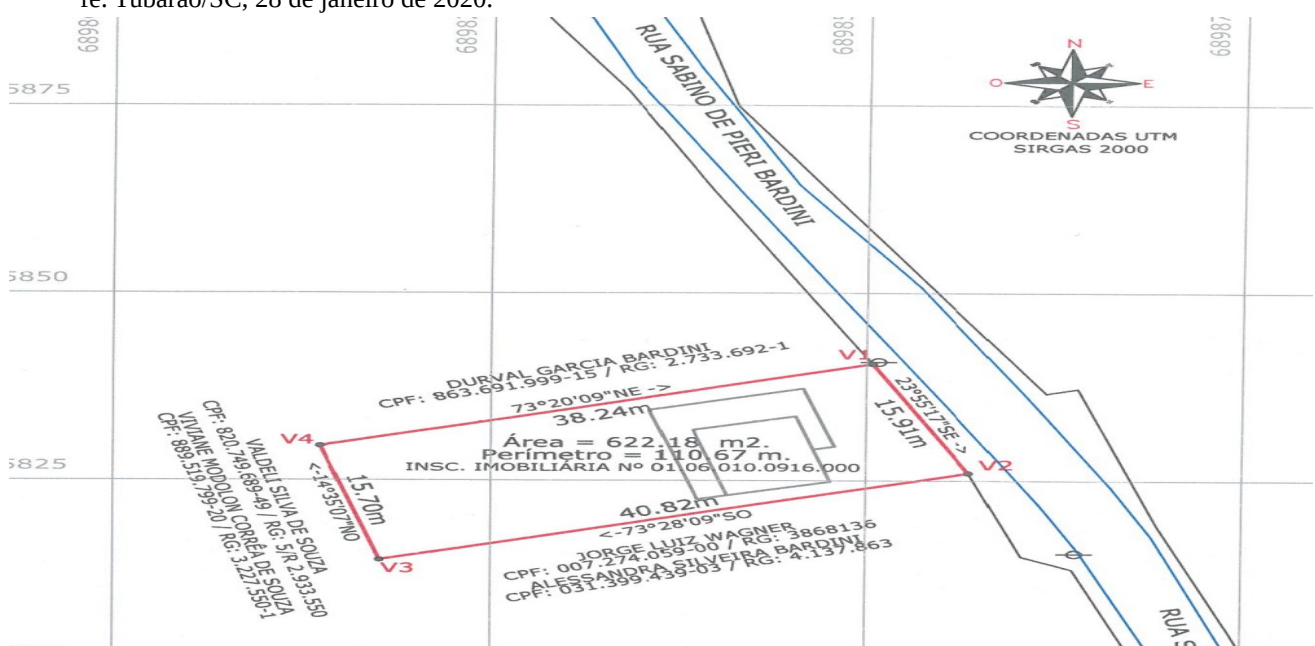 fé. Tubarão/SC, 28 de janeiro de 2020.
N
O
E
S
COORDENADAS UTM
SIRGAS 2000
RUA SABINO DE PIERI BARDINI
5875
5850
5825
DURVAL GARCIA BARDINI
CPF: 863.691.999-15 / RG: 2.733.692-1
73°20'09"NE ->
38.24m
V1
23°55'17"SE ->
15.91m
V2
V4
Área = 622.18 m2.
Perímetro = 110.67 m.
INSC. IMOBILIÁRIA Nº 01.06.010.0916.000
15.70m
<-14°35'07"NO
VALDELI SILVA DE SOUZA
CPF: 820.749.689-49 / RG: 5/R 2.933.550
VIVIANE MODOLON CORRÊA DE SOUZA
CPF: 889.519.799-20 / RG: 3.227.550-1
V3
40.82m
<-73°28'09"SO
JORGE LUIZ WAGNER
CPF: 007.274.059-00 / RG: 3868136
ALESSANDRA SILVEIRA BARDINI
CPF: 031.399.439-03 / RG: 4.137.863
RUA S